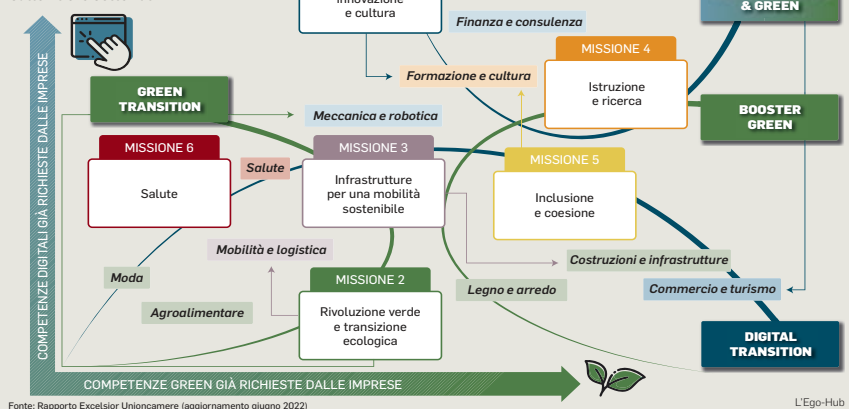 innovazione
e cultura
& GREEN
Finanza e consulenza
MISSIONE 4
Formazione e cultura
Istruzione
e ricerca
GREEN
TRANSITION
BOOSTER
GREEN
Meccanica e robotica
MISSIONE 6
MISSIONE 3
MISSIONE 5
Salute
Salute
Infrastrutture
per una mobilità
sostenibile
Inclusione
e coesione
Mobilità e logistica
Costruzioni e infrastrutture
Moda
MISSIONE 2
Legno e arredo
Commercio e turismo
Agroalimentare
Rivoluzione verde
e transizione
ecologica
DIGITAL
TRANSITION
COMPETENZE DIGITALI GIÀ RICHIESTE DALLE IMPRESE
COMPETENZE GREEN GIÀ RICHIESTE DALLE IMPRESE
Fonte: Rapporto Excelsior Unioncamere (aggiornamento giugno 2022)
L'Ego-Hub